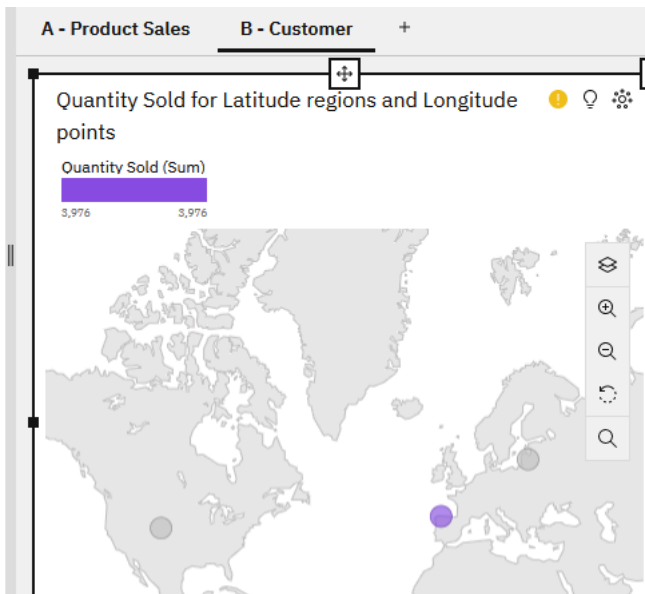 A - Product Sales B - Customer +
Quantity Sold for Latitude regions and Longitude
points
Quantity Sold (Sum)
3,976 3,976